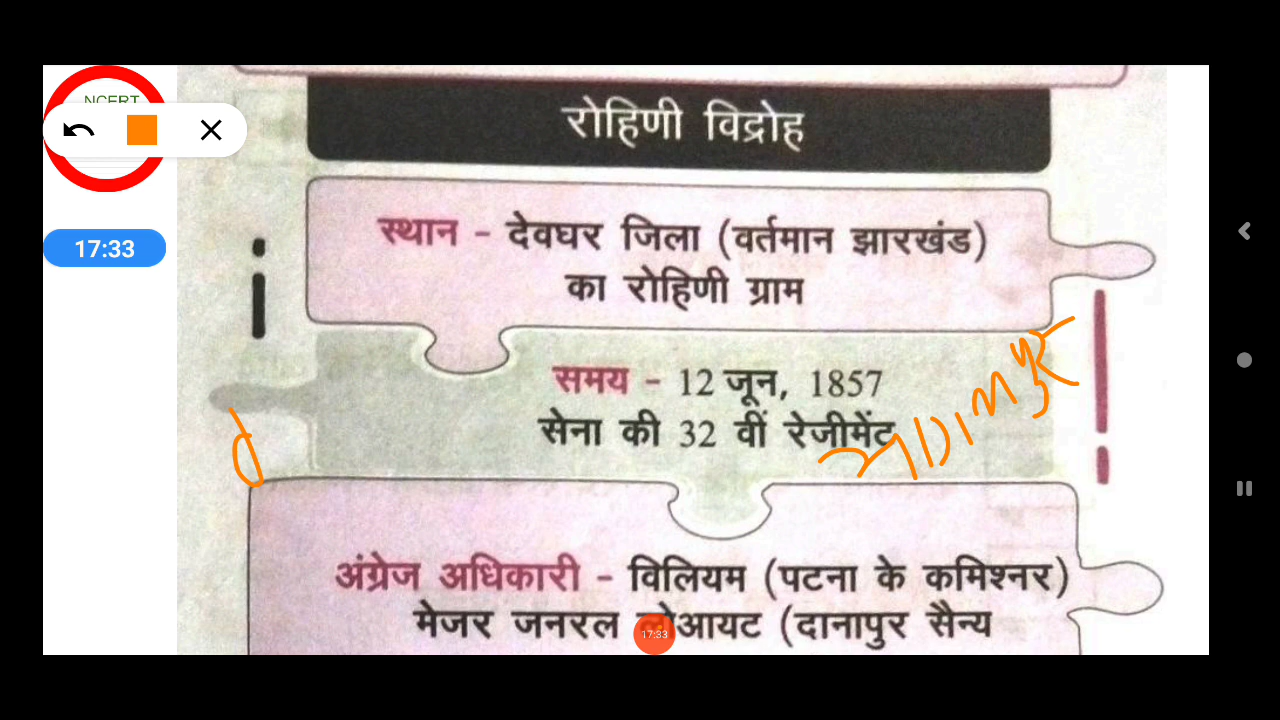 NCERT
17:33
रोहिणी विद्रोह
स्थान - देवघर जिला (वर्तमान झारखंड)
का रोहिणी ग्राम
समय - 12 जून, 1857
सेना की 32 वीं रेजीमेंट
अंग्रेज अधिकारी - विलियम (पटना के कमिश्नर)
मेजर जनरल लोआयट (दानापुर सैन्य
17:33